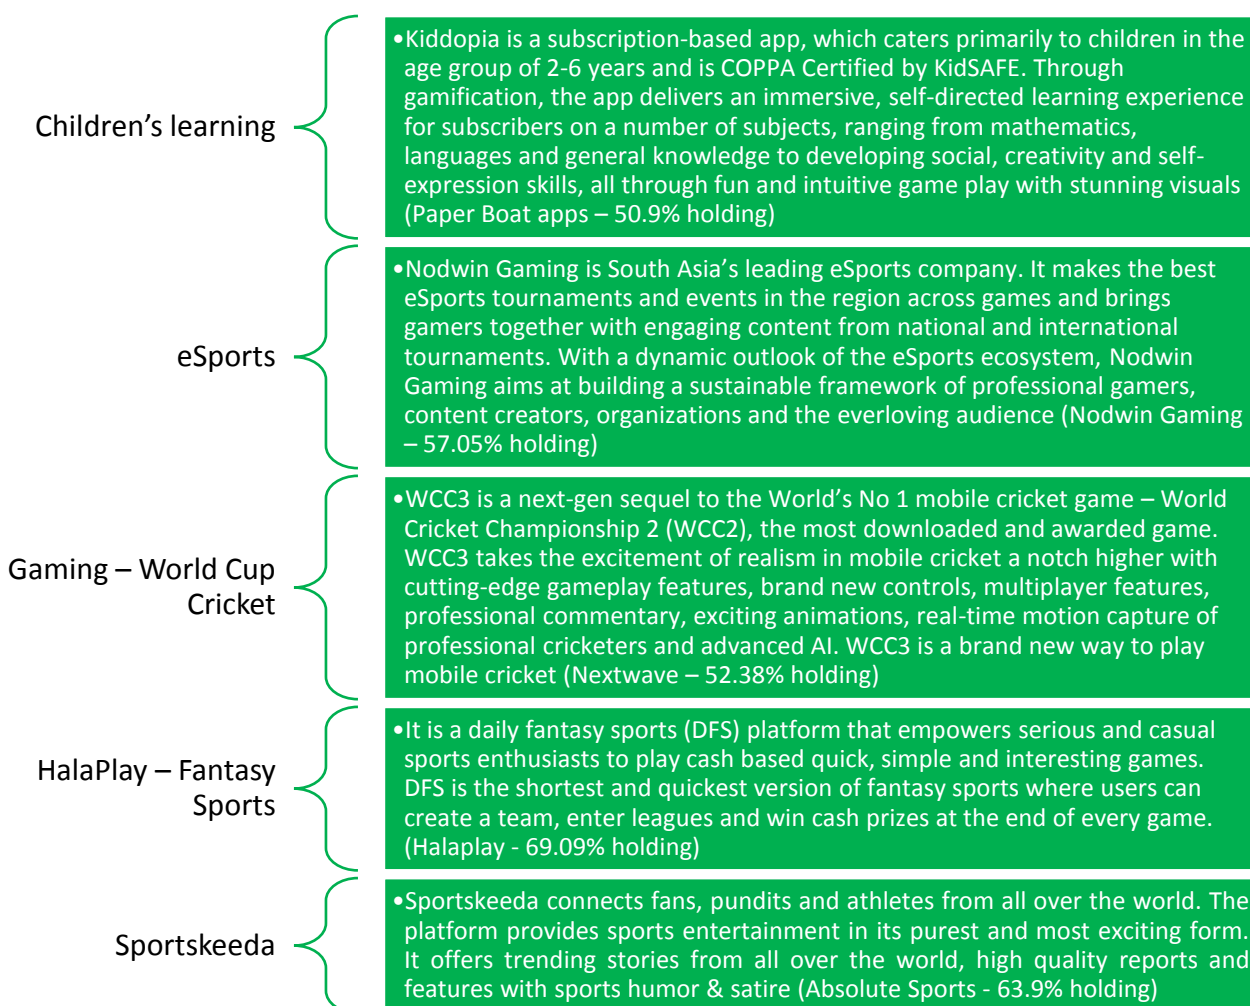 Children’s learning
•Kiddopia is a subscription-based app, which caters primarily to children in the
age group of 2-6 years and is COPPA Certified by KidSAFE. Through
gamification, the app delivers an immersive, self-directed learning experience
for subscribers on a number of subjects, ranging from mathematics,
languages and general knowledge to developing social, creativity and self-
expression skills, all through fun and intuitive game play with stunning visuals
(Paper Boat apps – 50.9% holding)
eSports
•Nodwin Gaming is South Asia’s leading eSports company. It makes the best
eSports tournaments and events in the region across games and brings
gamers together with engaging content from national and international
tournaments. With a dynamic outlook of the eSports ecosystem, Nodwin
Gaming aims at building a sustainable framework of professional gamers,
content creators, organizations and the everloving audience (Nodwin Gaming
– 57.05% holding)
Gaming – World Cup
Cricket
•WCC3 is a next-gen sequel to the World’s No 1 mobile cricket game – World
Cricket Championship 2 (WCC2), the most downloaded and awarded game.
WCC3 takes the excitement of realism in mobile cricket a notch higher with
cutting-edge gameplay features, brand new controls, multiplayer features,
professional commentary, exciting animations, real-time motion capture of
professional cricketers and advanced AI. WCC3 is a brand new way to play
mobile cricket (Nextwave – 52.38% holding)
HalaPlay – Fantasy
Sports
•It is a daily fantasy sports (DFS) platform that empowers serious and casual
sports enthusiasts to play cash based quick, simple and interesting games.
DFS is the shortest and quickest version of fantasy sports where users can
create a team, enter leagues and win cash prizes at the end of every game.
(Halaplay - 69.09% holding)
Sportskeeda
•Sportskeeda connects fans, pundits and athletes from all over the world. The
platform provides sports entertainment in its purest and most exciting form.
It offers trending stories from all over the world, high quality reports and
features with sports humor & satire (Absolute Sports - 63.9% holding)